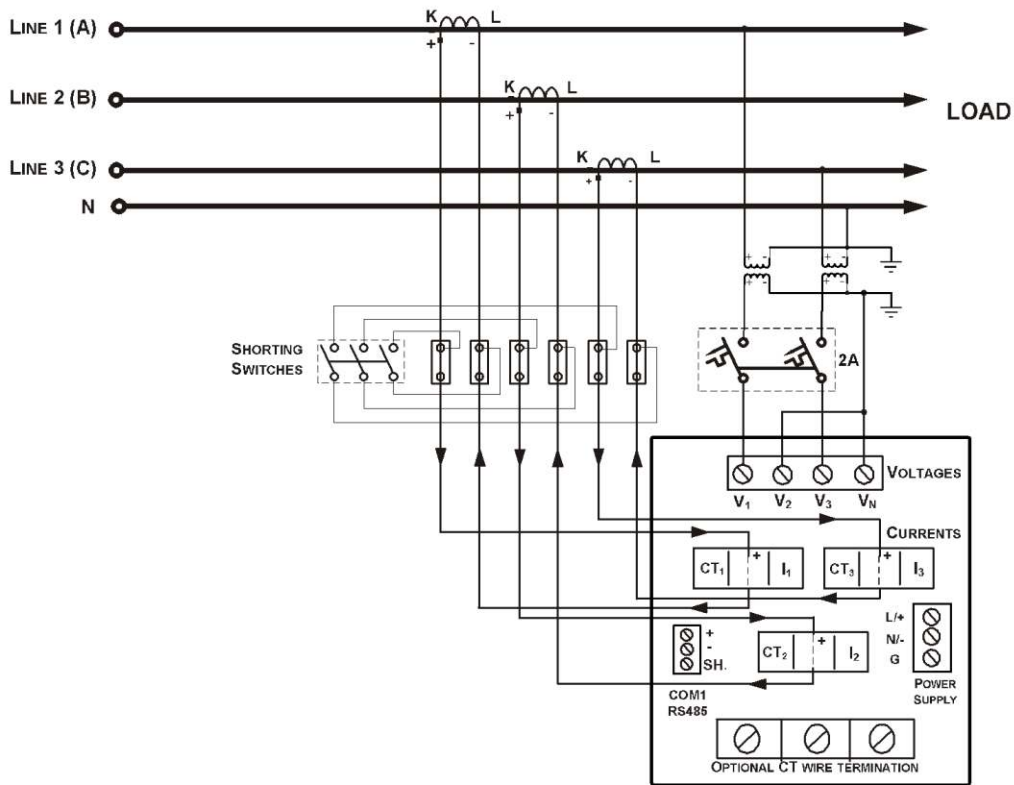 LINE 1 (A)
K L
+ -
LINE 2 (B)
K L
+ -
LOAD
LINE 3 (C)
K L
+ -
N
+ - + -
+ - + -
SHORTING
SWITCHES
2A
VOLTAGES
V1 V2 V3 VN
CURRENTS
CT1 + I1
CT3 + I3
L/+
N/-
G
POWER
SUPPLY
+
-
SH.
COM1
RS485
CT2 + I2
OPTIONAL CT WIRE TERMINATION